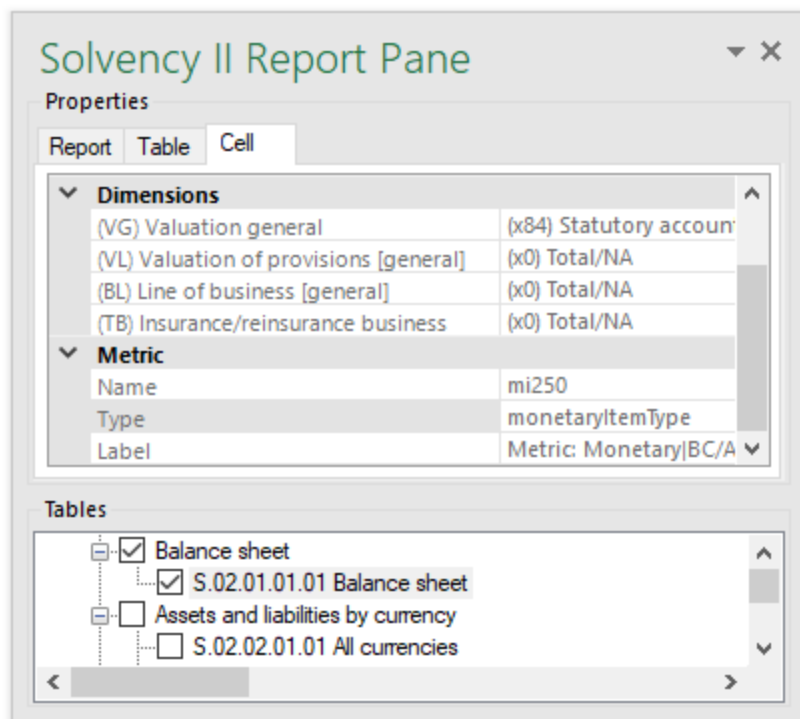 Solvency II Report Pane
Properties
Report Table Cell
Dimensions
(VG) Valuation general (x84) Statutory
(VL) Valuation of provisions [general] (x0) Total/NA
(BL) Line of business [general] (x0) Total/NA
(TB) Insurance/reinsurance business (x0) Total/NA
Metric
Name mi250
Type monetaryItemType
Label Metric: Monetary|BC/A
Tables
Balance sheet
S.02.01.01.01 Balance sheet
Assets and liabilities by currency
S.02.02.01.01 All currencies